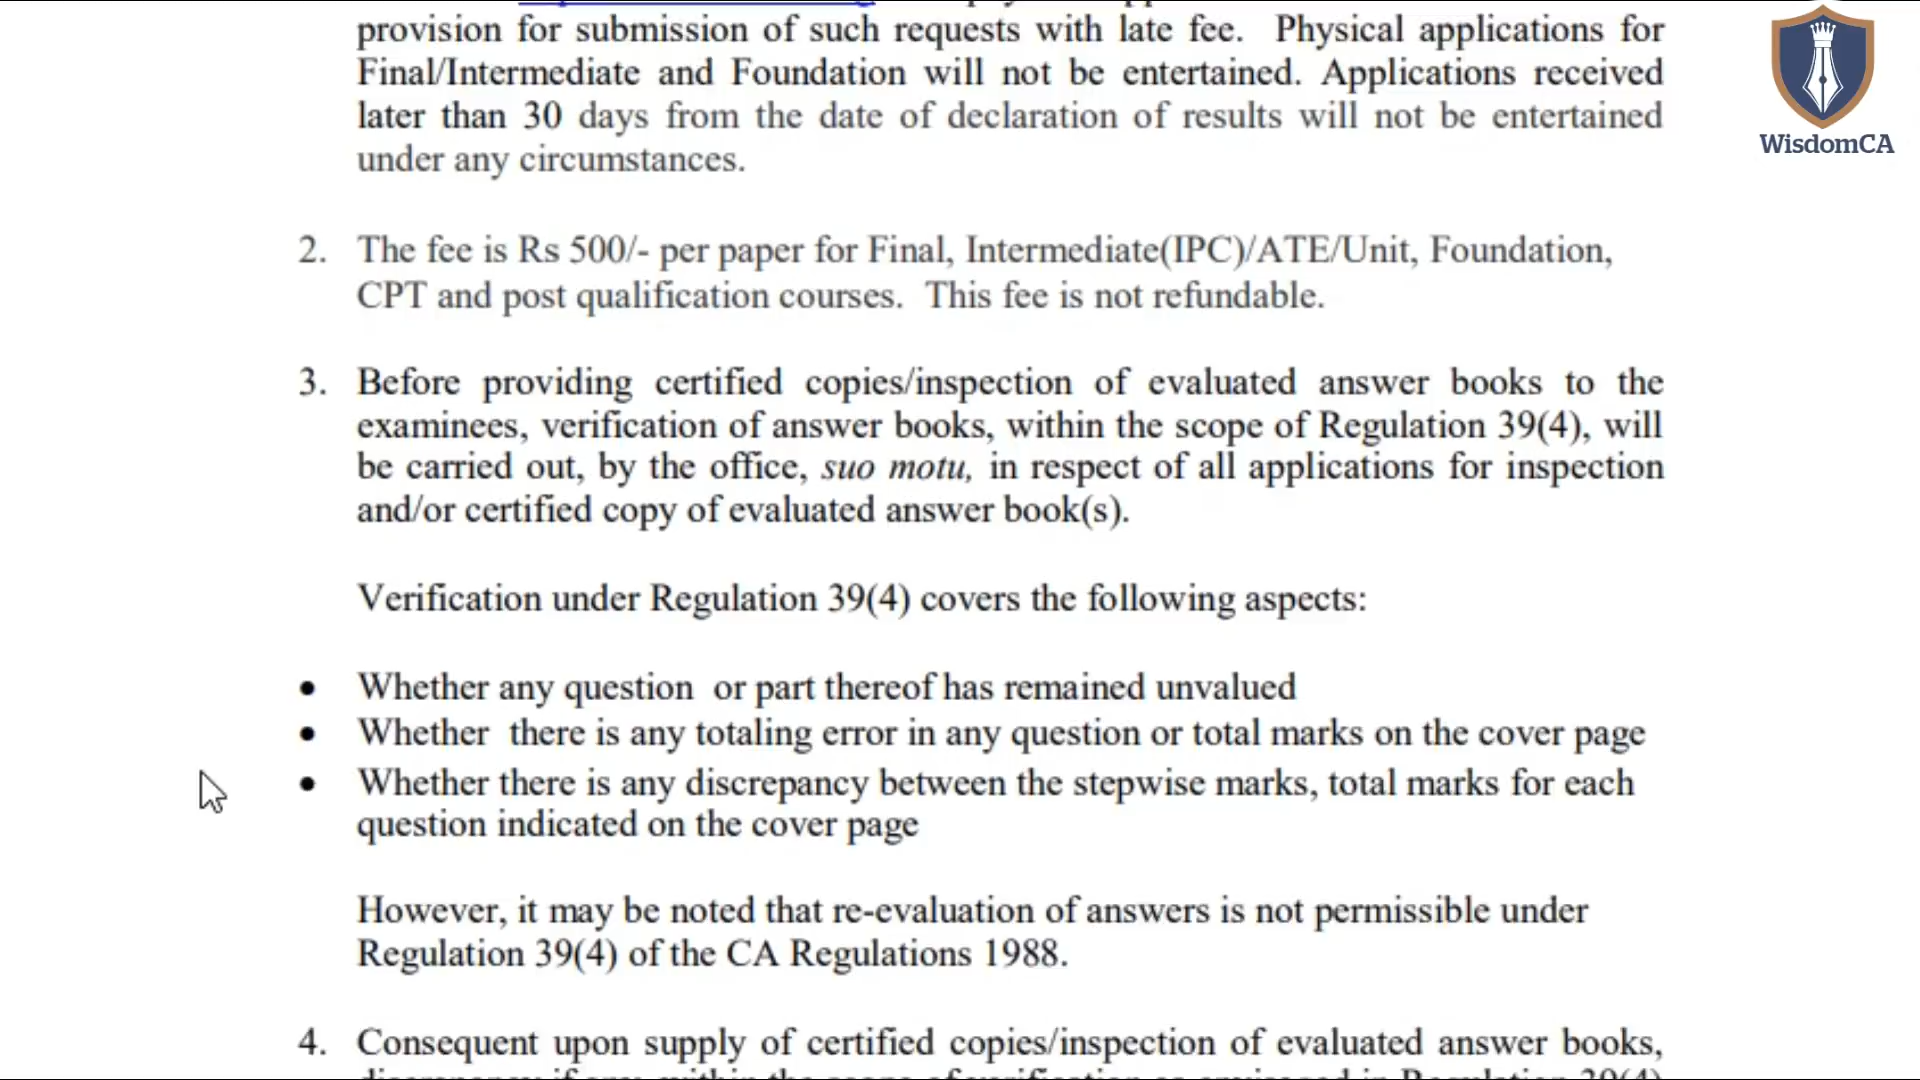 provision for submission of such requests with late fee. Physical applications for
Final/Intermediate and Foundation will not be entertained. Applications received
later than 30 days from the date of declaration of results will not be entertained
under any circumstances.
WisdomCA
2. The fee is Rs 500/- per paper for Final, Intermediate(IPC)/ATE/Unit, Foundation,
CPT and post qualification courses. This fee is not refundable.
3. Before providing certified copies/inspection of evaluated answer books to the
examinees, verification of answer books, within the scope of Regulation 39(4), will
be carried out, by the office, suo motu, in respect of all applications for inspection
and/or certified copy of evaluated answer book(s).
Verification under Regulation 39(4) covers the following aspects:
• Whether any question or part thereof has remained unvalued
• Whether there is any totaling error in any question or total marks on the cover page
• Whether there is any discrepancy between the stepwise marks, total marks for each
question indicated on the cover page
However, it may be noted that re-evaluation of answers is not permissible under
Regulation 39(4) of the CA Regulations 1988.
4. Consequent upon supply of certified copies/inspection of evaluated answer books,